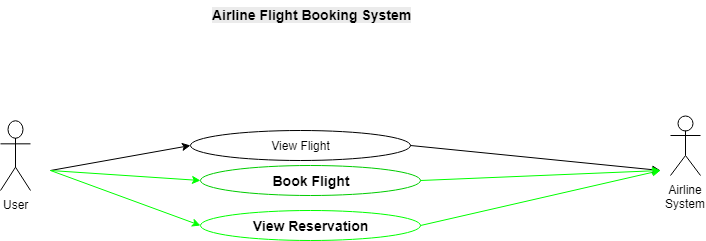 Airline Flight Booking System
View Flight
Book Flight
View Reservation
User
Airline
System